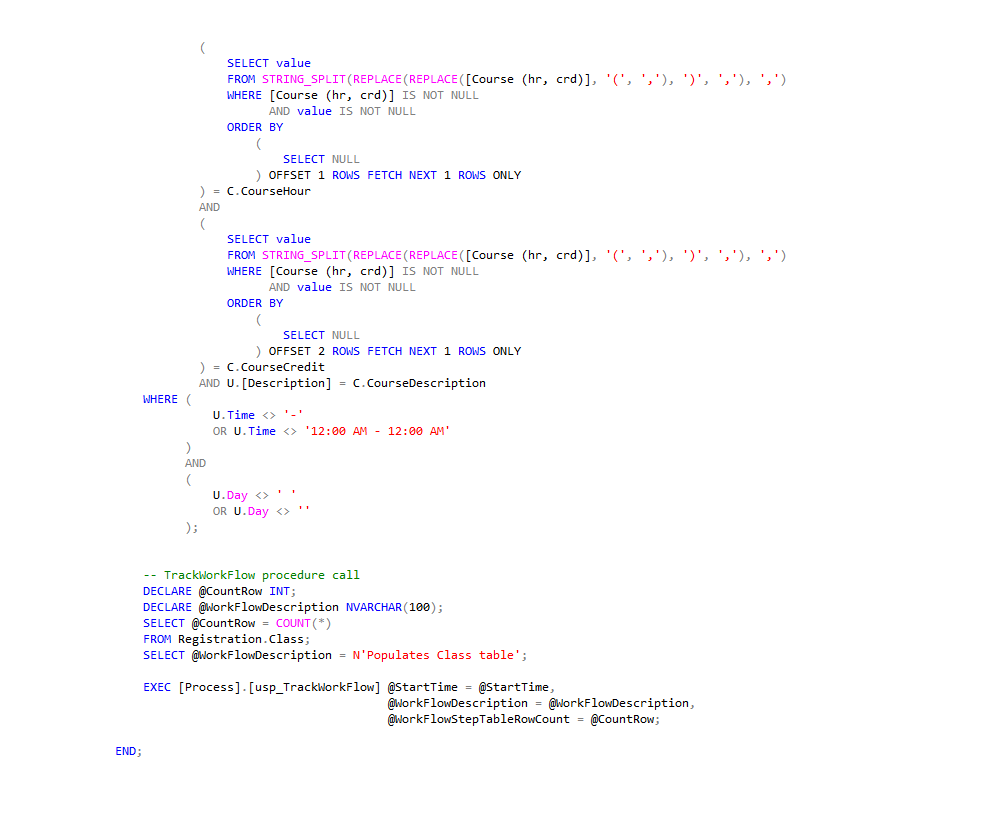 (
SELECT value
FROM STRING_SPLIT(REPLACE(REPLACE([Course (hr, crd)], '(', ','), ')', ','), ',')
WHERE [Course (hr, crd)] IS NOT NULL
AND value IS NOT NULL
ORDER BY
(
SELECT NULL
) OFFSET 1 ROWS FETCH NEXT 1 ROWS ONLY
) = C.CourseHour
AND
(
SELECT value
FROM STRING_SPLIT(REPLACE(REPLACE([Course (hr, crd)], '(', ','), ')', ','), ',')
WHERE [Course (hr, crd)] IS NOT NULL
AND value IS NOT NULL
ORDER BY
(
SELECT NULL
) OFFSET 2 ROWS FETCH NEXT 1 ROWS ONLY
) = C.CourseCredit
AND U.[Description] = C.CourseDescription
WHERE (
U.Time <> '-'
OR U.Time <> '12:00 AM - 12:00 AM'
)
AND
(
U.Day <> ' '
OR U.Day <> ''
);
-- TrackWorkFlow procedure call
DECLARE @CountRow INT;
DECLARE @WorkFlowDescription NVARCHAR(100);
SELECT @CountRow = COUNT(*)
FROM Registration.Class;
SELECT @WorkFlowDescription = N'Populates Class table';
EXEC [Process].[usp_TrackWorkFlow] @StartTime = @StartTime,
@WorkFlowDescription = @WorkFlowDescription,
@WorkFlowStepTableRowCount = @CountRow;
END;